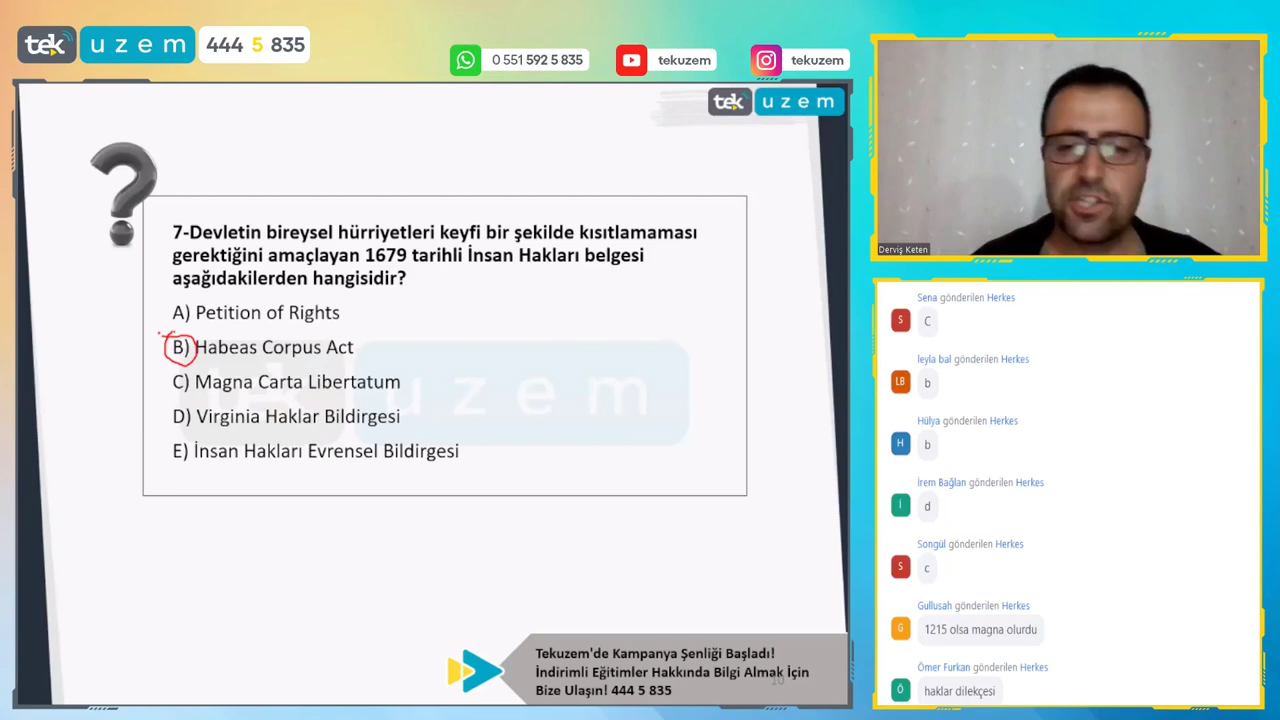 tek uzem 444 5 835
0 551 592 5 835
tekuzem
tekuzem
tek uzem
7-Devletin bireysel hürriyetleri keyfi bir şekilde kısıtlamaması
gerektiğini amaçlayan 1679 tarihli İnsan Hakları belgesi
aşağıdakilerden hangisidir?
A) Petition of Rights
B) Habeas Corpus Act
C) Magna Carta Libertatum
D) Virginia Haklar Bildirgesi
E) İnsan Hakları Evrensel Bildirgesi
tek uzem
Tekuzem'de Kampanya Şenliği Başladı!
İndirimli Eğitimler Hakkında Bilgi Almak İçin
Bize Ulaşın! 444 5 835
10
Derviş Keten
Sena gönderilen Herkes
S
C
leyla bal gönderilen Herkes
LB
b
Hülya gönderilen Herkes
H
b
İrem Bağlan gönderilen Herkes
İ
d
Songül gönderilen Herkes
S
c
Gullusah gönderilen Herkes
G
1215 olsa magna olurdu
Ömer Furkan gönderilen Herkes
Ö
haklar dilekçesi